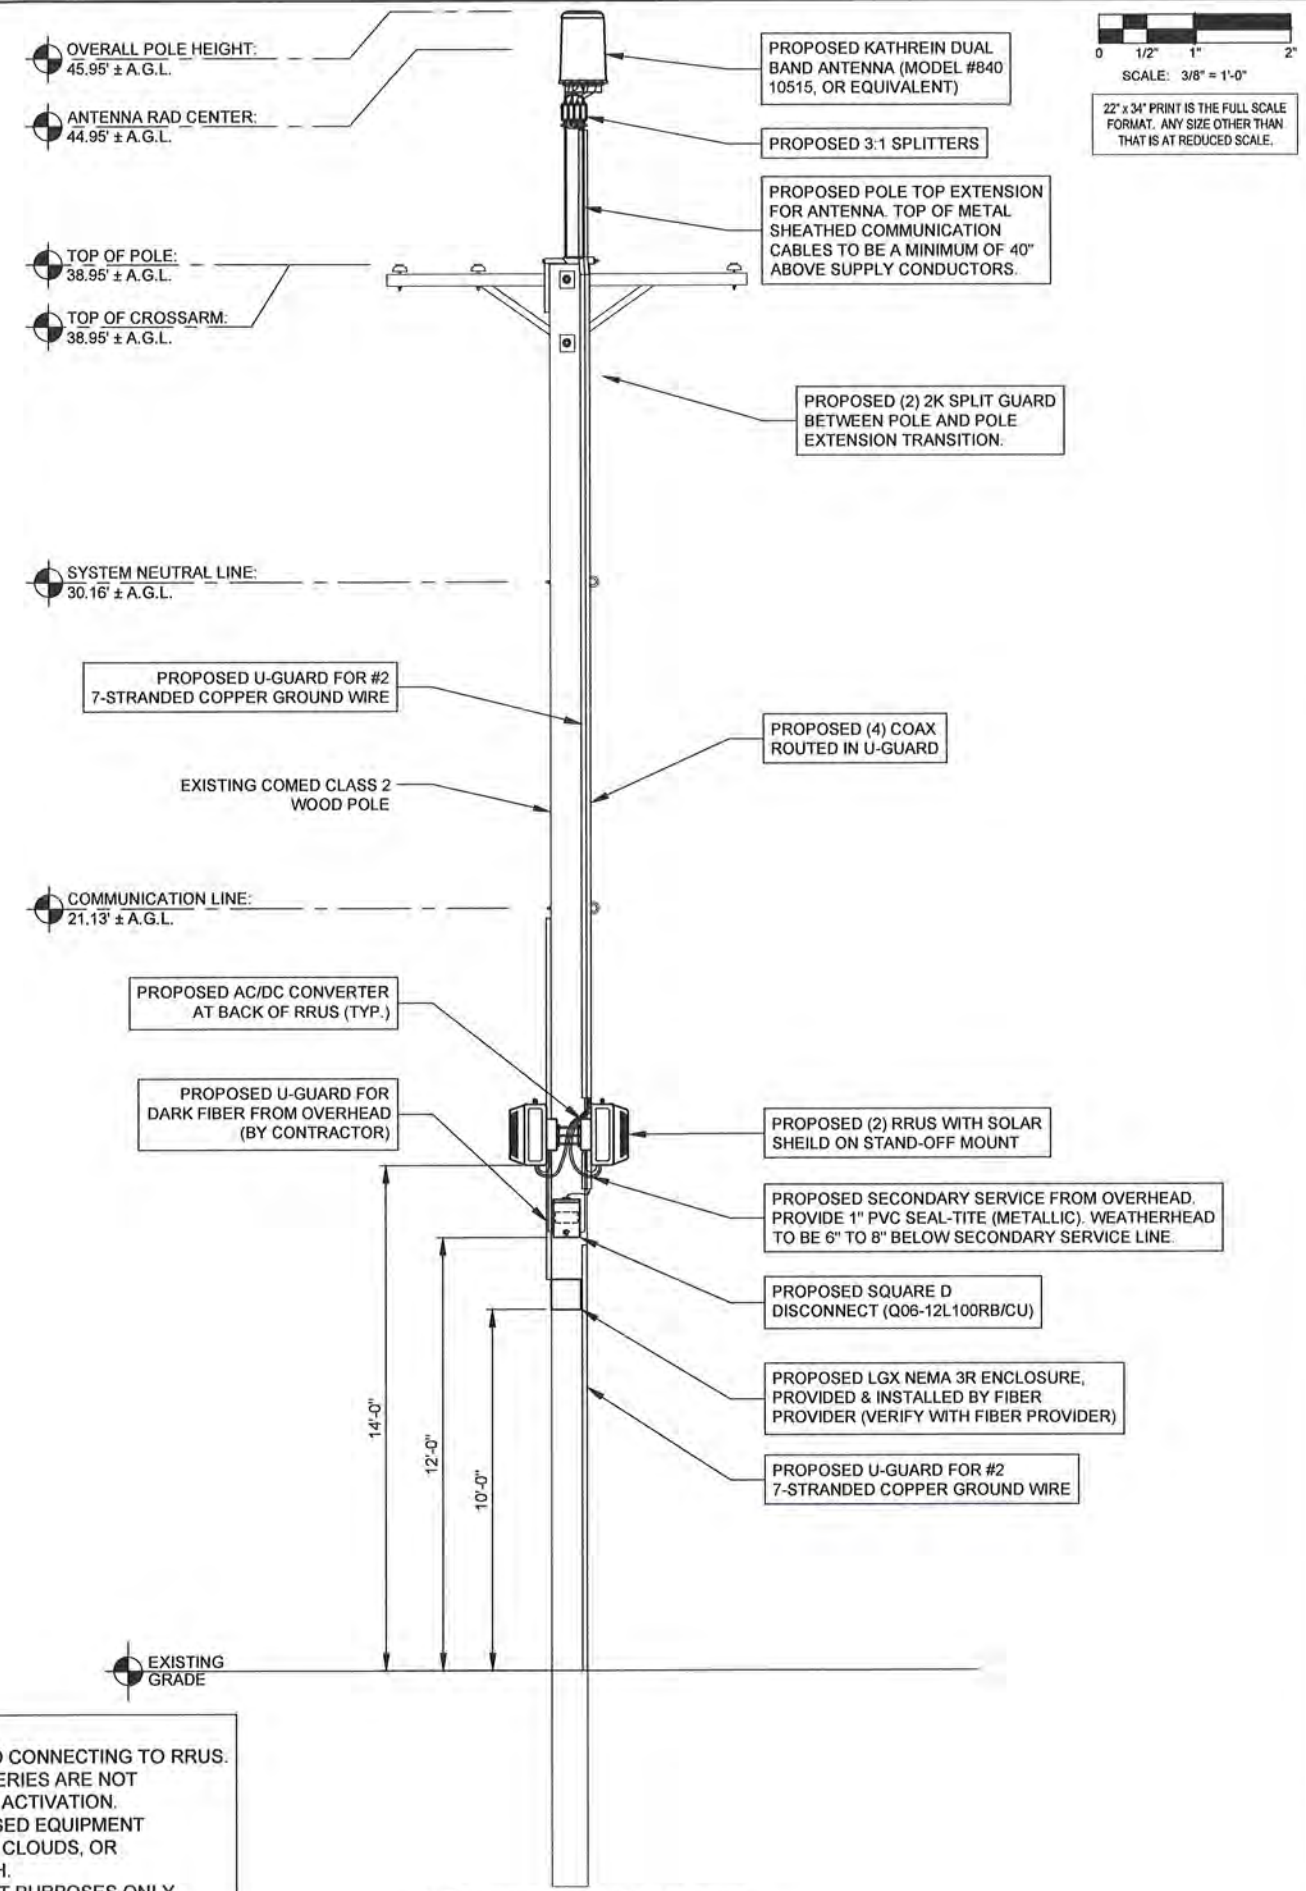 OVERALL POLE HEIGHT:
45.95' ± A.G.L.
ANTENNA RAD CENTER:
44.95' ± A.G.L.
TOP OF POLE:
38.95' ± A.G.L.
TOP OF CROSSARM:
38.95' ± A.G.L.
SYSTEM NEUTRAL LINE:
30.16' ± A.G.L.
PROPOSED U-GUARD FOR #2
7-STRANDED COPPER GROUND WIRE
EXISTING COMED CLASS 2
WOOD POLE
COMMUNICATION LINE:
21.13' ± A.G.L.
PROPOSED AC/DC CONVERTER
AT BACK OF RRUS (TYP.)
PROPOSED U-GUARD FOR
DARK FIBER FROM OVERHEAD
(BY CONTRACTOR)
14'-0"
12'-0"
10'-0"
EXISTING
GRADE
PROPOSED KATHREIN DUAL
BAND ANTENNA (MODEL #840
10515, OR EQUIVALENT)
PROPOSED 3:1 SPLITTERS
PROPOSED POLE TOP EXTENSION
FOR ANTENNA. TOP OF METAL
SHEATHED COMMUNICATION
CABLES TO BE A MINIMUM OF 40"
ABOVE SUPPLY CONDUCTORS.
PROPOSED (2) 2K SPLIT GUARD
BETWEEN POLE AND POLE
EXTENSION TRANSITION.
PROPOSED (4) COAX
ROUTED IN U-GUARD
PROPOSED (2) RRUS WITH SOLAR
SHEILD ON STAND-OFF MOUNT
PROPOSED SECONDARY SERVICE FROM OVERHEAD.
PROVIDE 1" PVC SEAL-TITE (METALLIC). WEATHERHEAD
TO BE 6" TO 8" BELOW SECONDARY SERVICE LINE.
PROPOSED SQUARE D
DISCONNECT (Q06-12L100RB/CU)
PROPOSED LGX NEMA 3R ENCLOSURE,
PROVIDED & INSTALLED BY FIBER
PROVIDER (VERIFY WITH FIBER PROVIDER)
PROPOSED U-GUARD FOR #2
7-STRANDED COPPER GROUND WIRE
0 1/2" 1" 2"
SCALE: 3/8" = 1'-0"
22" x 34" PRINT IS THE FULL SCALE
FORMAT. ANY SIZE OTHER THAN
THAT IS AT REDUCED SCALE.
CONNECTING TO RRUS.
ARE NOT
ACTIVATION.
EQUIPMENT
CLOUDS, OR
PURPOSES ONLY